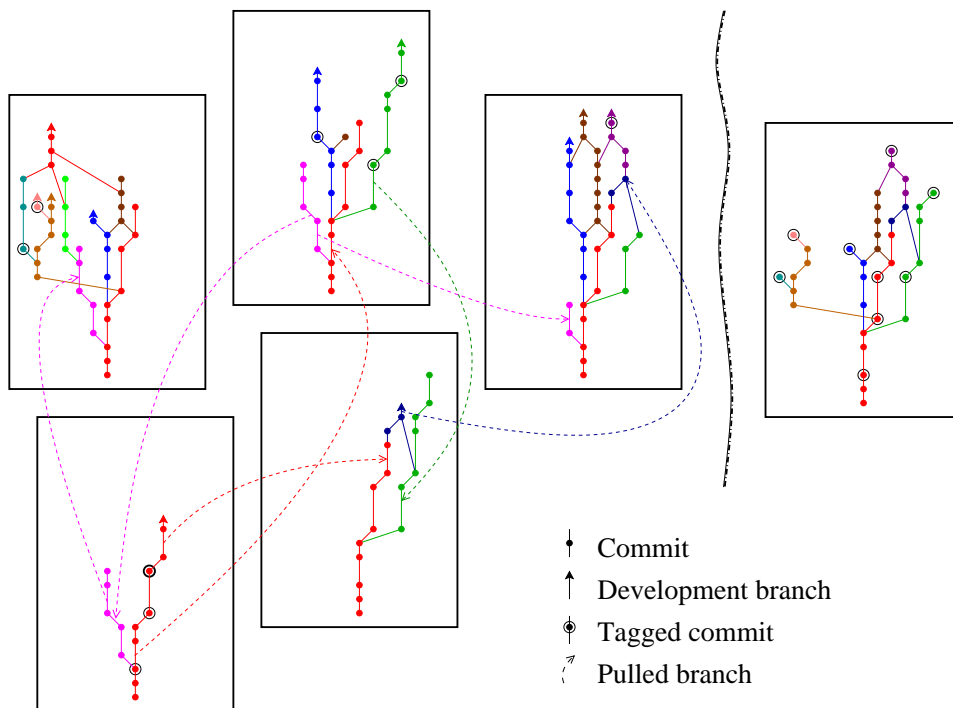 Commit
Development branch
Tagged commit
Pulled branch